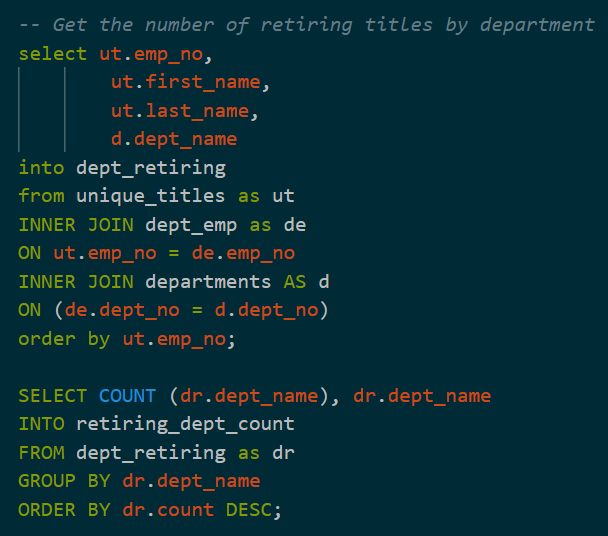 -- Get the number of retiring titles by department
select ut.emp_no,
ut.first_name,
ut.last_name,
d.dept_name
into dept_retiring
from unique_titles as ut
INNER JOIN dept_emp as de
ON ut.emp_no = de.emp_no
INNER JOIN departments AS d
ON (de.dept_no = d.dept_no)
order by ut.emp_no;
SELECT COUNT (dr.dept_name), dr.dept_name
INTO retiring_dept_count
FROM dept_retiring as dr
GROUP BY dr.dept_name
ORDER BY dr.count DESC;